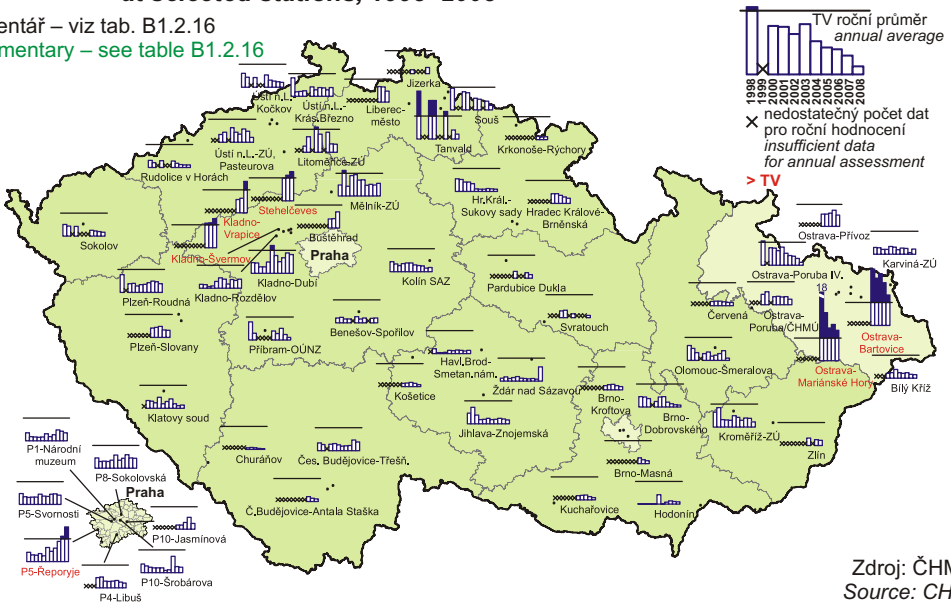 entář – viz tab. B1.2.16
mentary – see table B1.2.16
TV roční průměr
annual average
1998 1999 2000 2001 2002 2003 2004 2005 2006 2007 2008
× nedostatečný počet dat
pro roční hodnocení
insufficient data
for annual assessment
> TV
Ústí n.L.-
Kočkov
Ústí n.L.-
Krás.Březno
Liberec-
město
Jizerka
Souš
Tanvald
Krkonoše-Rýchory
Rudolice v Horách
Ústí n.L.-ZÚ,
Pasteurova
Litoměřice-ZÚ
Mělník-ZÚ
Hr.Král.-
Sukovy sady
Hradec Králové-
Brněnská
Sokolov
Kladno-
Vrapice
Stehelčeves
Kladno-Švermov
Buštěhrad
Praha
Kladno-Dubí
Kladno-Rozdělov
Plzeň-Roudná
Plzeň-Slovany
Kolín SAZ
Pardubice Dukla
Benešov-Spořilov
Příbram-OÚNZ
Svratouch
Havl.Brod-
Smetan.nám.
Ždár nad Sázavou
Košetice
Klatovy soud
Jihlava-Znojemská
Churáňov
Čes. Budějovice-Třešň.
Č.Budějovice-Antala Staška
Brno-
Kroftova
Brno-
Dobrovského
Brno-Masná
Kuchařovice
Hodonín
Olomouc-Šmeralova
Kroměříž-ZÚ
Zlín
Červená
Ostrava-
Poruba/ČHMÚ
Ostrava-Poruba IV.
18
Ostrava-Přívoz
Karviná-ZÚ
Ostrava-
Bartovice
Ostrava-
Mariánské Hory
Bílý Kříž
P1-Národní
muzeum
P8-Sokolovská
Praha
P5-Svornosti
P10-Jasmínová
P5-Řeporyje
P10-Šrobárova
P4-Libuš
Zdroj: ČHM
Source: CH